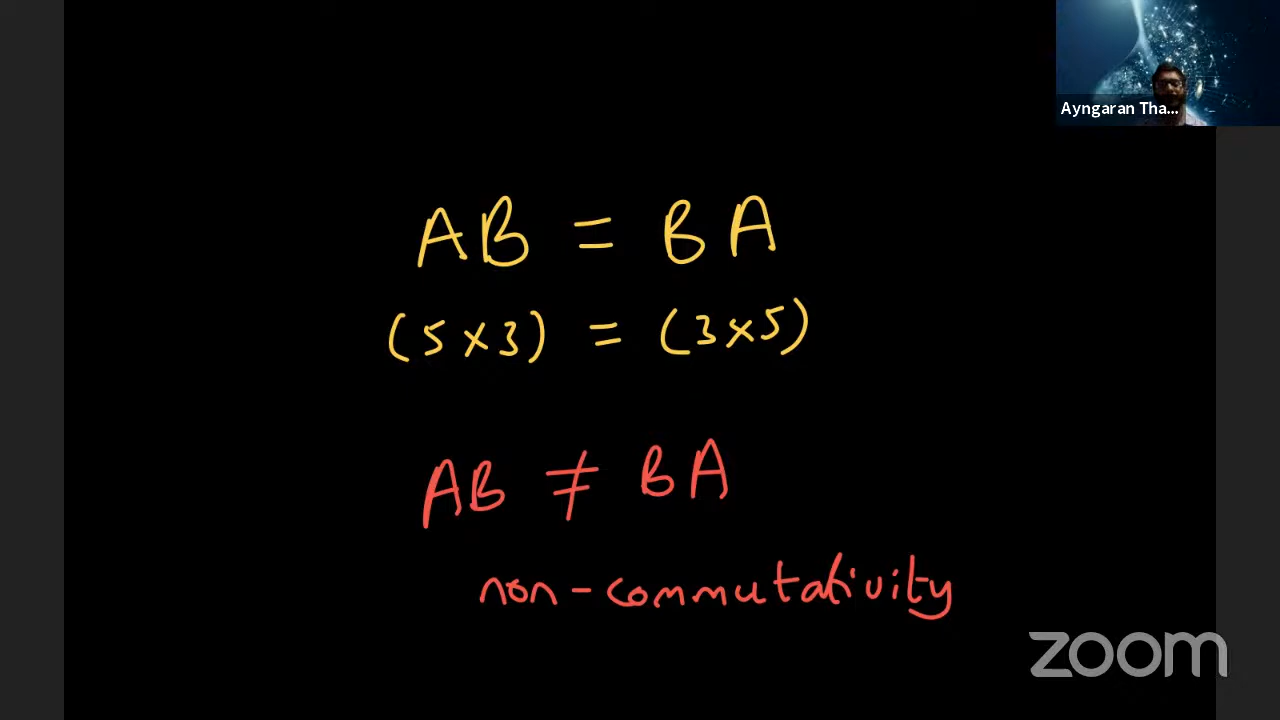 Ayngaran Tha...
AB = BA
(5 × 3) = (3 × 5)
AB ≠ BA
non-commutativity
zoom